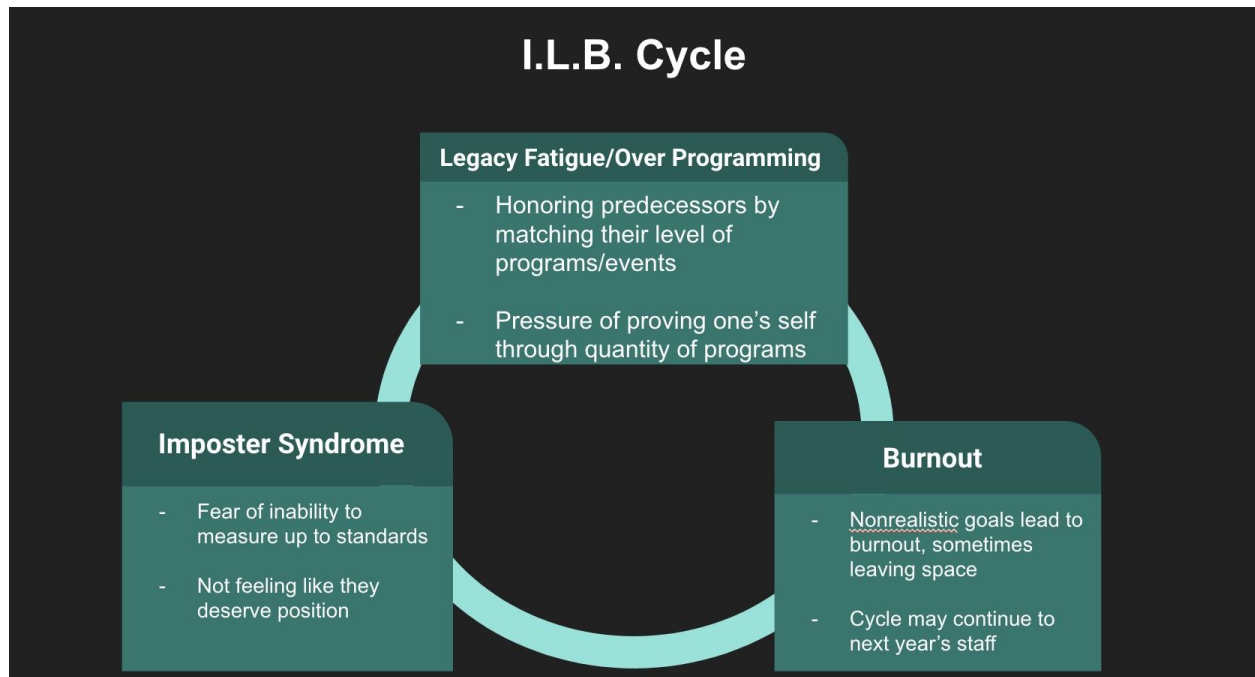 I.L.B. Cycle
Legacy Fatigue/Over Programming
- Honoring predecessors by
matching their level of
programs/events
- Pressure of proving one’s self
through quantity of programs
Imposter Syndrome
- Fear of inability to
measure up to standards
- Not feeling like they
deserve position
Burnout
- Nonrealistic goals lead to
burnout, sometimes
leaving space
- Cycle may continue to
next year’s staff